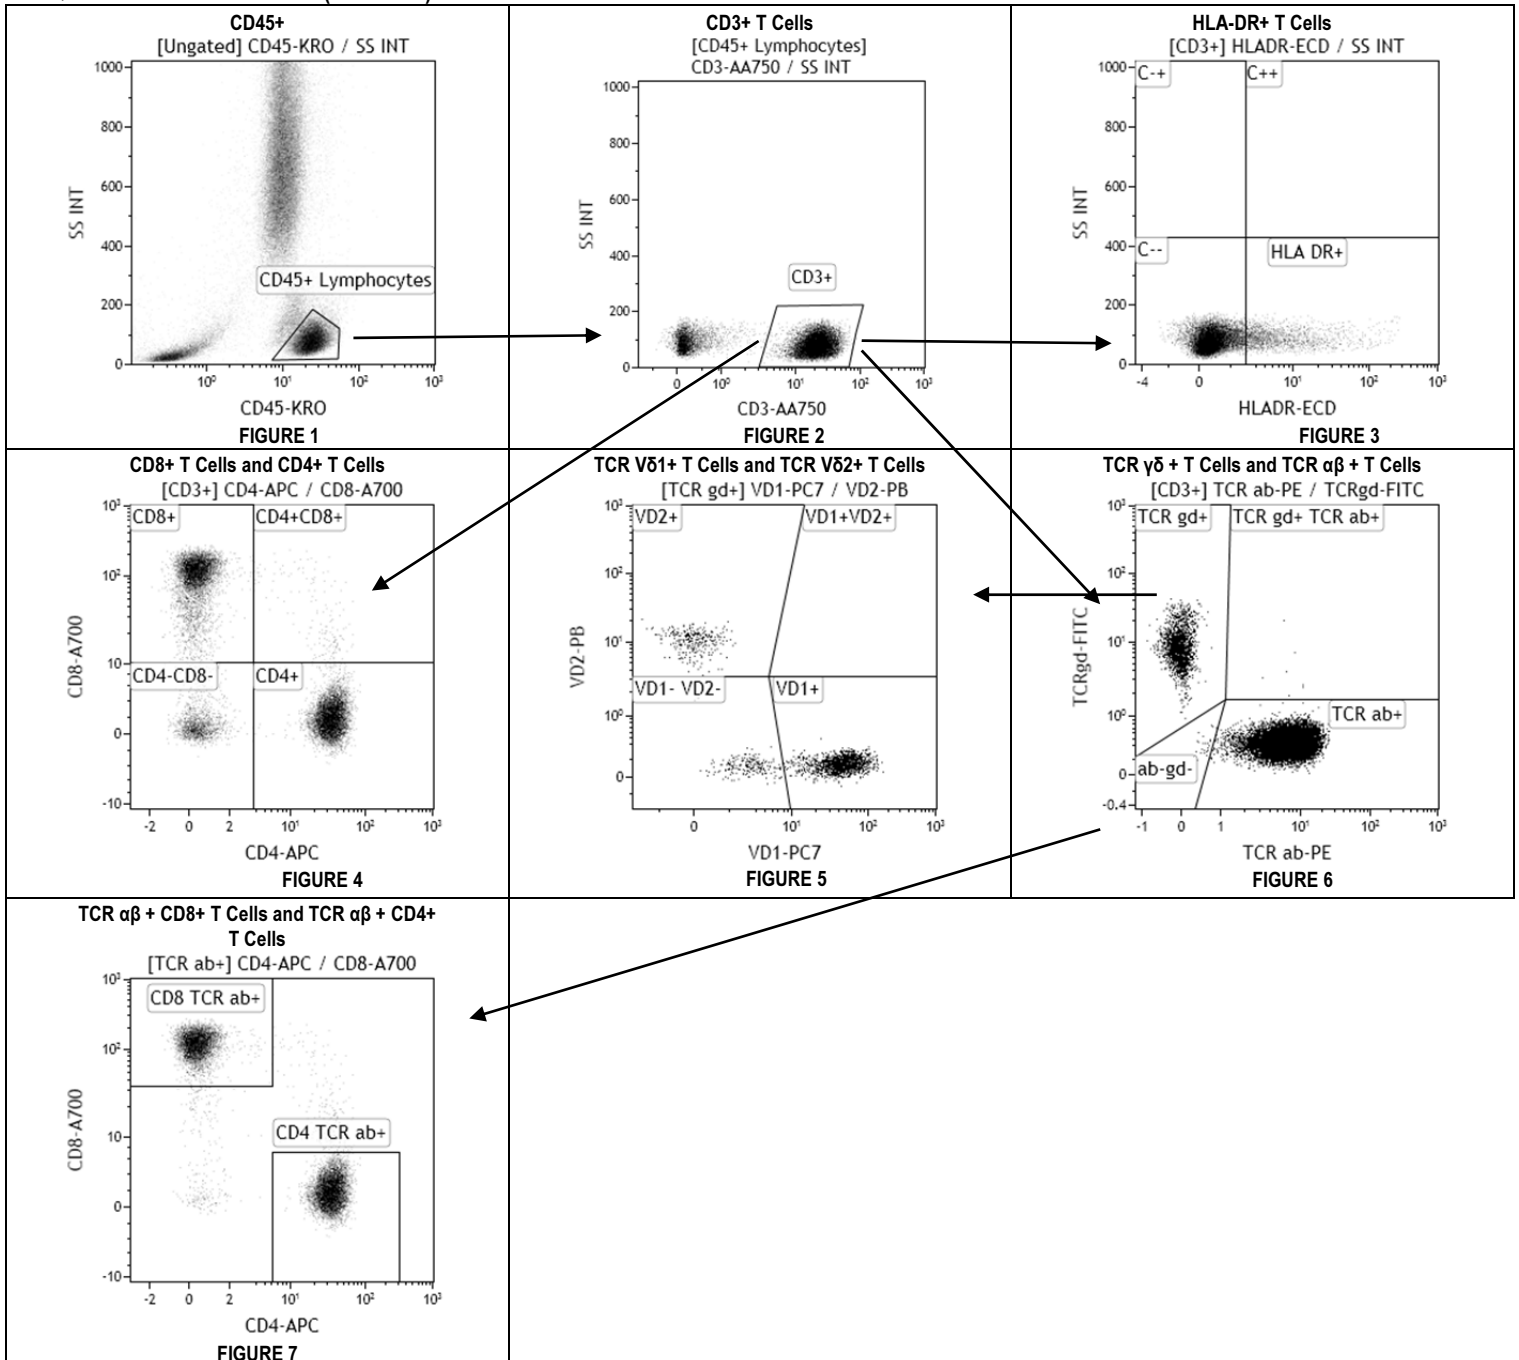 CD45+
[Ungated] CD45-KRO / SS INT
1000
800
600
400
200
0
SS INT
CD45+ Lymphocytes
10⁰
10¹
10²
10³
CD45-KRO
FIGURE 1
CD3+ T Cells
[CD45+ Lymphocytes]
CD3-AA750 / SS INT
1000
800
600
400
200
0
SS INT
CD3+
0
10⁰
10¹
10²
10³
CD3-AA750
FIGURE 2
HLA-DR+ T Cells
[CD3+] HLADR-ECD / SS INT
1000
800
600
400
200
0
SS INT
C-+
C++
C--
HLA DR+
-4
0
10¹
10²
10³
HLADR-ECD
FIGURE 3
CD8+ T Cells and CD4+ T Cells
[CD3+] CD4-APC / CD8-A700
10³
10²
10
0
-10
CD8-A700
CD8+
CD4+CD8+
CD4-CD8-
CD4+
-2
0
2
10¹
10²
10³
CD4-APC
FIGURE 4
TCR Vδ1+ T Cells and TCR Vδ2+ T Cells
[TCR gd+] VD1-PC7 / VD2-PB
10³
10²
10¹
10⁰
0
VD2-PB
VD2+
VD1+VD2+
VD1- VD2-
VD1+
0
10¹
10²
10³
VD1-PC7
FIGURE 5
TCR γδ + T Cells and TCR αβ + T Cells
[CD3+] TCR ab-PE / TCRgd-FITC
10³
10²
10¹
10⁰
0
-0.4
TCRgd-FITC
TCR gd+
TCR gd+ TCR ab+
TCR ab+
ab-gd-
-1
0
1
10¹
10²
10³
TCR ab-PE
FIGURE 6
TCR αβ + CD8+ T Cells and TCR αβ + CD4+
T Cells
[TCR ab+] CD4-APC / CD8-A700
10³
10²
10
0
-10
CD8-A700
CD8 TCR ab+
CD4 TCR ab+
-2
0
2
10¹
10²
10³
CD4-APC
FIGURE 7